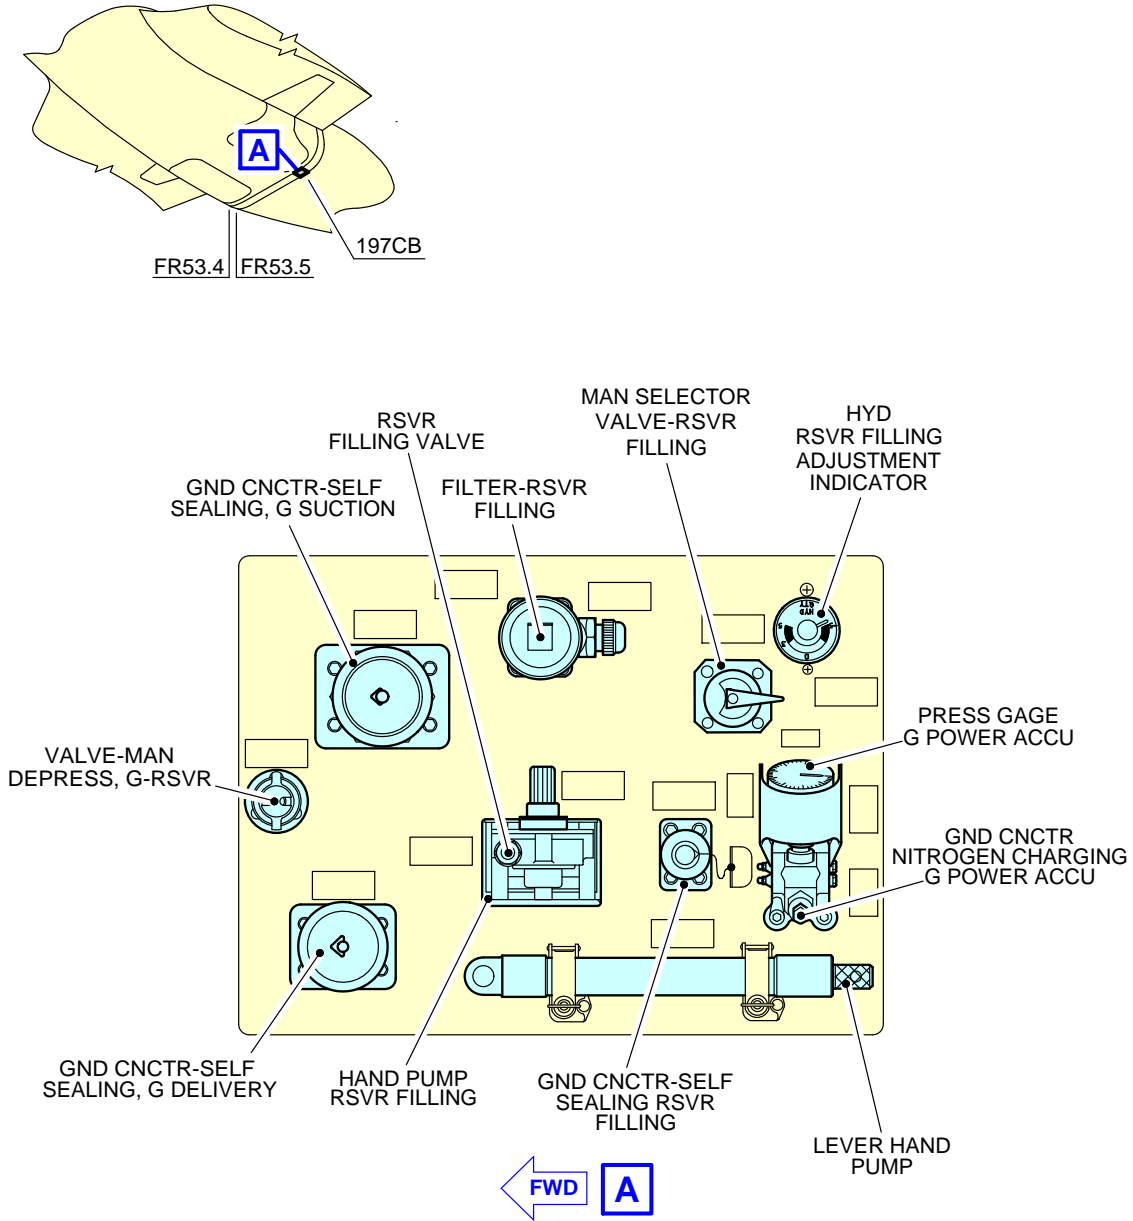 A
197CB
FR53.4
FR53.5
MAN SELECTOR
VALVE-RSVR
FILLING
HYD
RSVR FILLING
ADJUSTMENT
INDICATOR
RSVR
FILLING VALVE
GND CNCTR-SELF
SEALING, G SUCTION
FILTER-RSVR
FILLING
HYD
QTY
PRESS GAGE
G POWER ACCU
VALVE-MAN
DEPRESS, G-RSVR
GND CNCTR
NITROGEN CHARGING
G POWER ACCU
GND CNCTR-SELF
SEALING, G DELIVERY
HAND PUMP
RSVR FILLING
GND CNCTR-SELF
SEALING RSVR
FILLING
LEVER HAND
PUMP
FWD
A